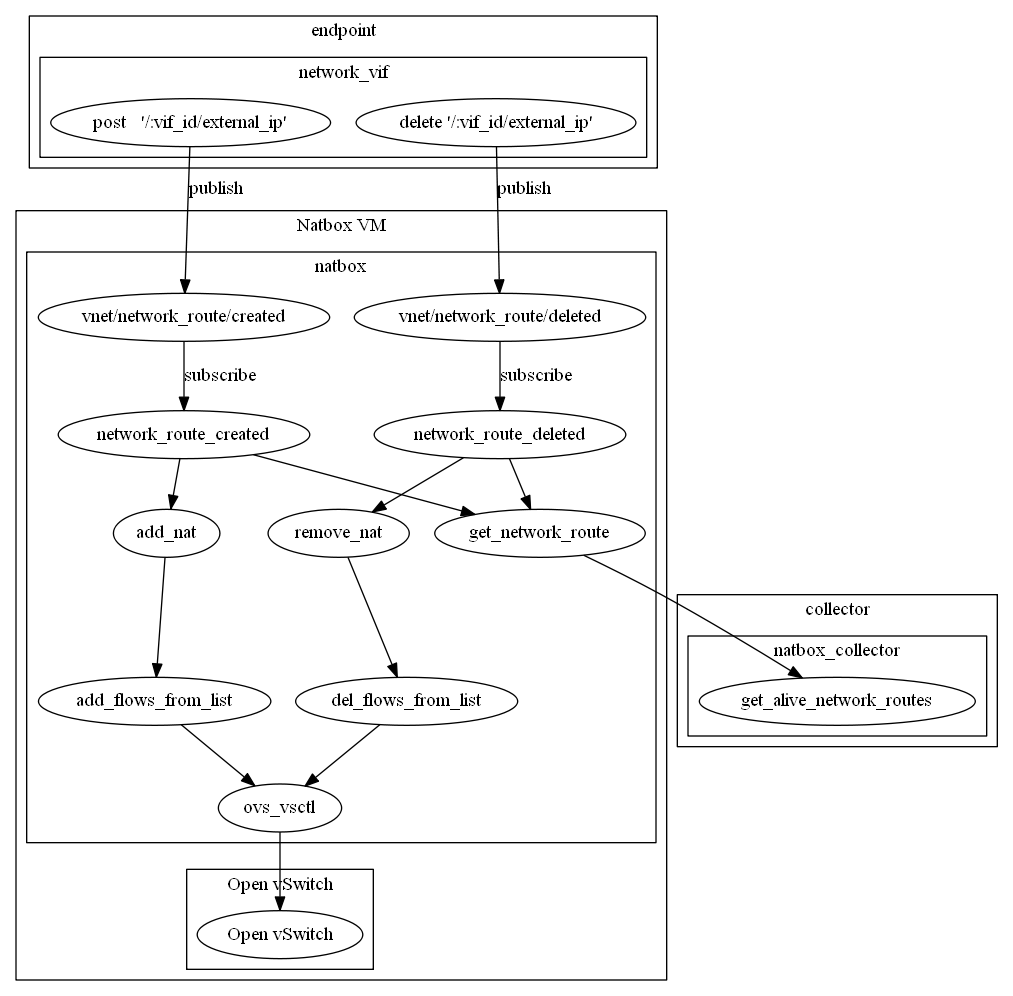 endpoint
network_vif
post   '/:vif_id/external_ip'
delete '/:vif_id/external_ip'
publish
publish
Natbox VM
natbox
vnet/network_route/created
vnet/network_route/deleted
subscribe
subscribe
network_route_created
network_route_deleted
add_nat
remove_nat
get_network_route
collector
natbox_collector
get_alive_network_routes
add_flows_from_list
del_flows_from_list
ovs_vsctl
Open vSwitch
Open vSwitch